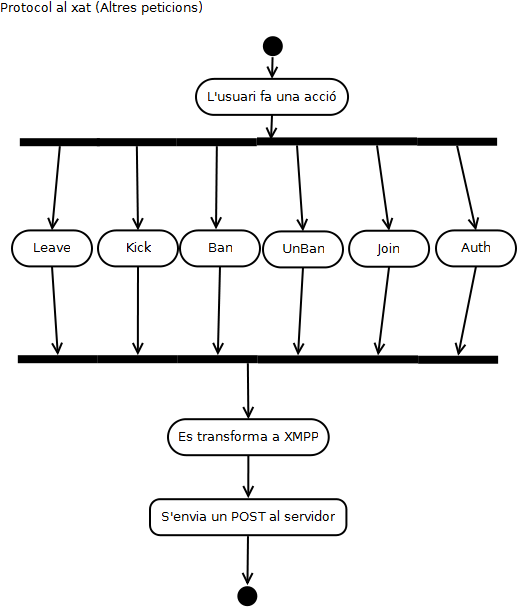 Protocol al xat (Altres peticions)
L'usuari fa una acció
Leave
Kick
Ban
UnBan
Join
Auth
Es transforma a XMPP
S'envia un POST al servidor